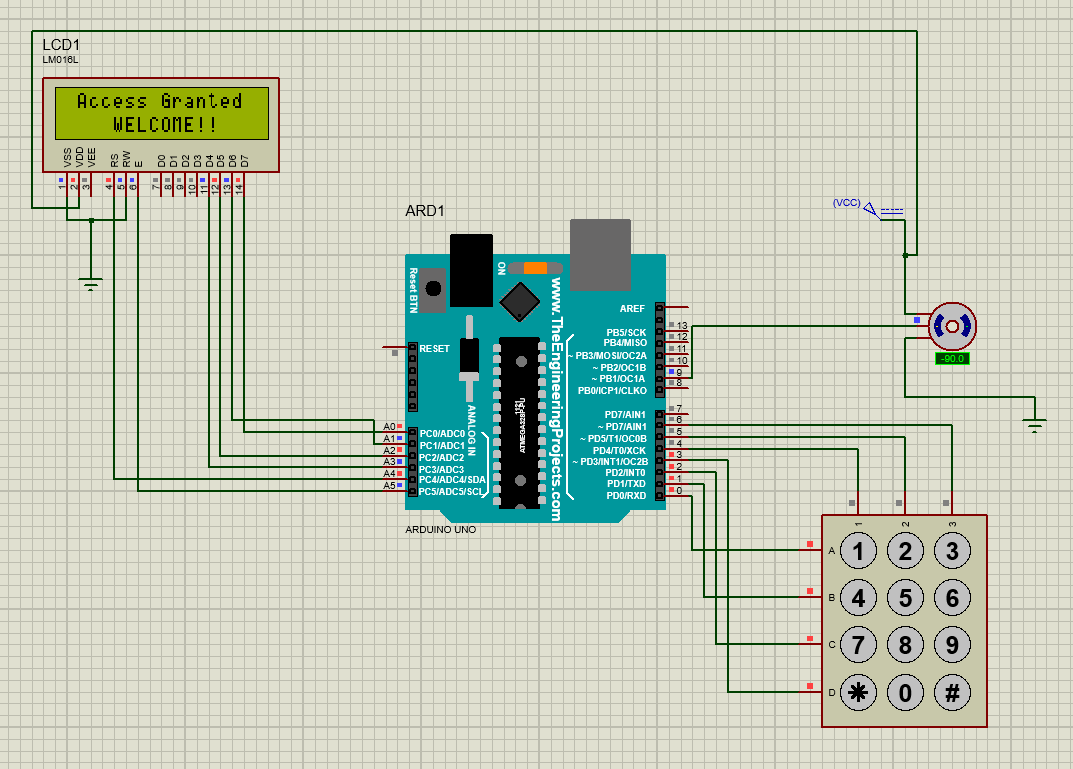 LCD1
LM016L
Access Granted
WELCOME!!
VSS
VDD
VEE
RS
RW
E
D0
D1
D2
D3
D4
D5
D6
D7
1
2
3
4
5
6
7
8
9
10
11
12
13
14
(VCC)
ARD1
Reset BTN
ON
www.TheEngineeringProjects.com
RESET
AREF
PB5/SCK
PB4/MISO
~ PB3/MOSI/OC2A
~ PB2/OC1B
~ PB1/OC1A
PB0/ICP1/CLKO
13
12
11
10
9
8
-90.0
ANALOG IN
1121
ATMEGA328P-PU
A0
A1
A2
A3
A4
A5
PC0/ADC0
PC1/ADC1
PC2/ADC2
PC3/ADC3
PC4/ADC4/SDA
PC5/ADC5/SCL
PD7/AIN1
~ PD7/AIN1
~ PD5/T1/OC0B
PD4/T0/XCK
~ PD3/INT1/OC2B
PD2/INT0
PD1/TXD
PD0/RXD
7
6
5
4
3
2
1
0
ARDUINO UNO
1
2
3
A
1 2 3
B
4 5 6
C
7 8 9
D
* 0 #